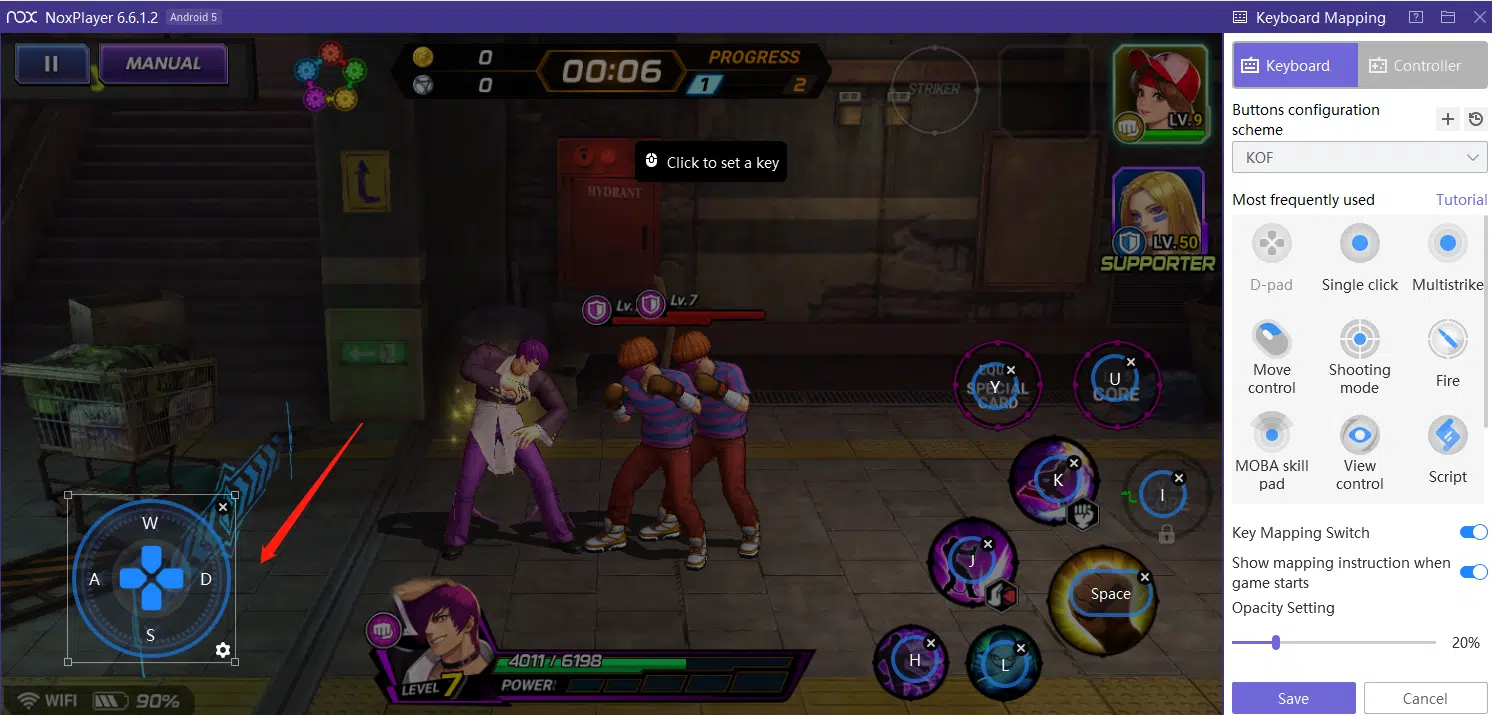 nox NoxPlayer 6.6.1.2 Android 5
Keyboard Mapping
MANUAL
0
0
00:06
PROGRESS
1 2
STRIKER
LV.9
Click to set a key
HYDRANT
LV.50
SUPPORTER
Lv.
Lv.7
Y
EQU
SPECIAL
CARD
U
CORE
K
I
J
Space
H
L
W
A
D
S
4011 / 6198
LEVEL 7
POWER
WIFI 90%
Keyboard
Controller
Buttons configuration
scheme
KOF
Most frequently used
Tutorial
D-pad
Single click
Multistrike
Move
control
Shooting
mode
Fire
MOBA skill
pad
View
control
Script
Key Mapping Switch
Show mapping instruction when
game starts
Opacity Setting
20%
Save
Cancel